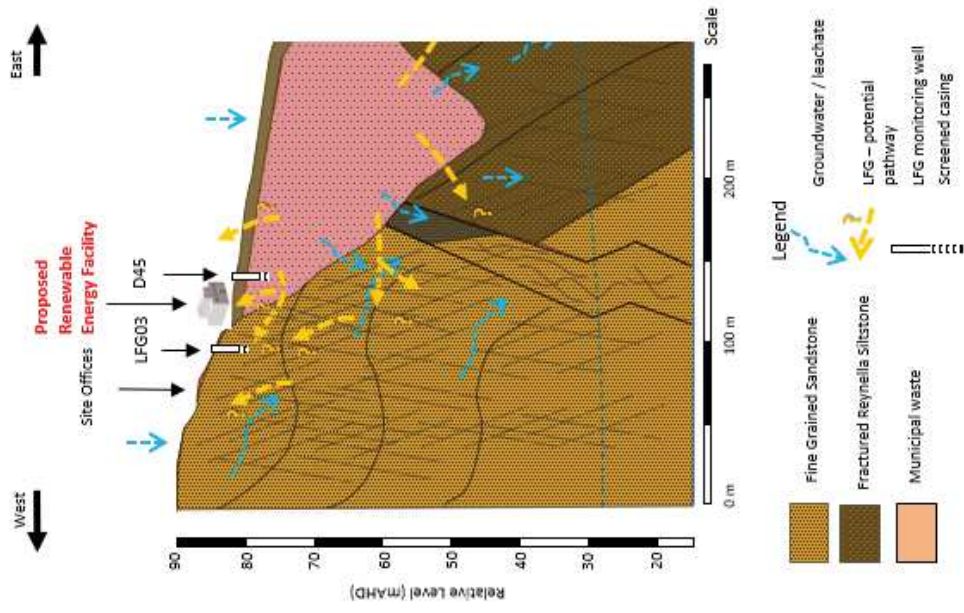 West
East
Proposed
Renewable
Energy Facility
Site Offices
LFG03
D45
Relative Level (mAHD)
90
80
70
60
50
40
30
20
0 m
100 m
200 m
Scale
?
?
?
?
?
?
?
?
Legend
Fine Grained Sandstone
Fractured Reynella Siltstone
Municipal waste
Groundwater / leachate
?
LFG – potential
pathway
LFG monitoring well
Screened casing